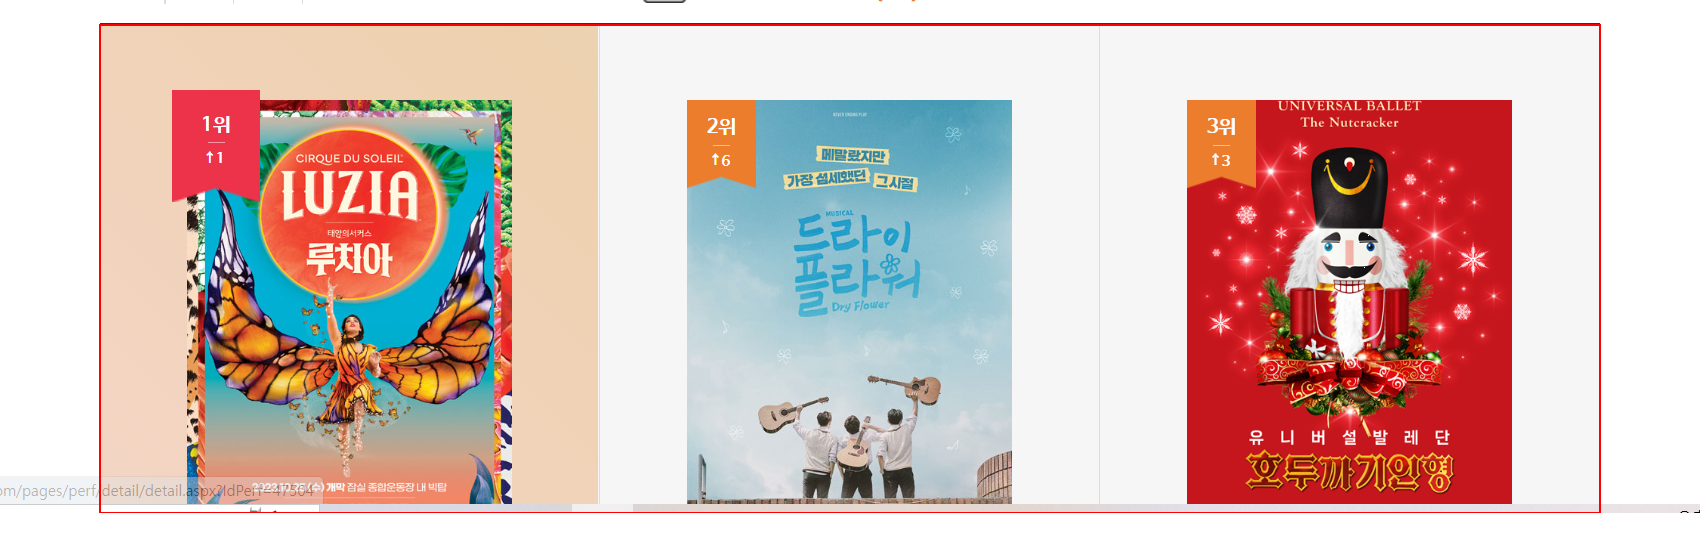 1위
↑1
CIRQUE DU SOLEIL
LUZIA
태양의서커스
루치아
2023.10.25(수) 개막 잠실 종합운동장 내 빅탑
om/pages/perf/detail/detail.aspx?IdPerf=47504
2위
↑6
메말랐지만
가장 섬세했던 그시절
MUSICAL
드라이
플라워
Dry Flower
3위
↑3
UNIVERSAL BALLET
The Nutcracker
유니버설발레단
호두까기인형